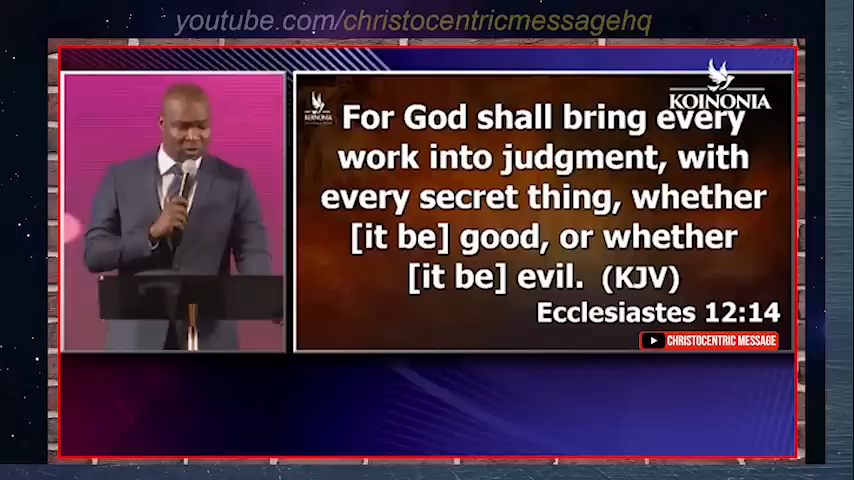 youtube.com/christocentricmessagehq
KOINONIA
KOINONIA
For God shall bring every
work into judgment, with
every secret thing, whether
[it be] good, or whether
[it be] evil. (KJV)
Ecclesiastes 12:14
CHRISTOCENTRIC MESSAGE